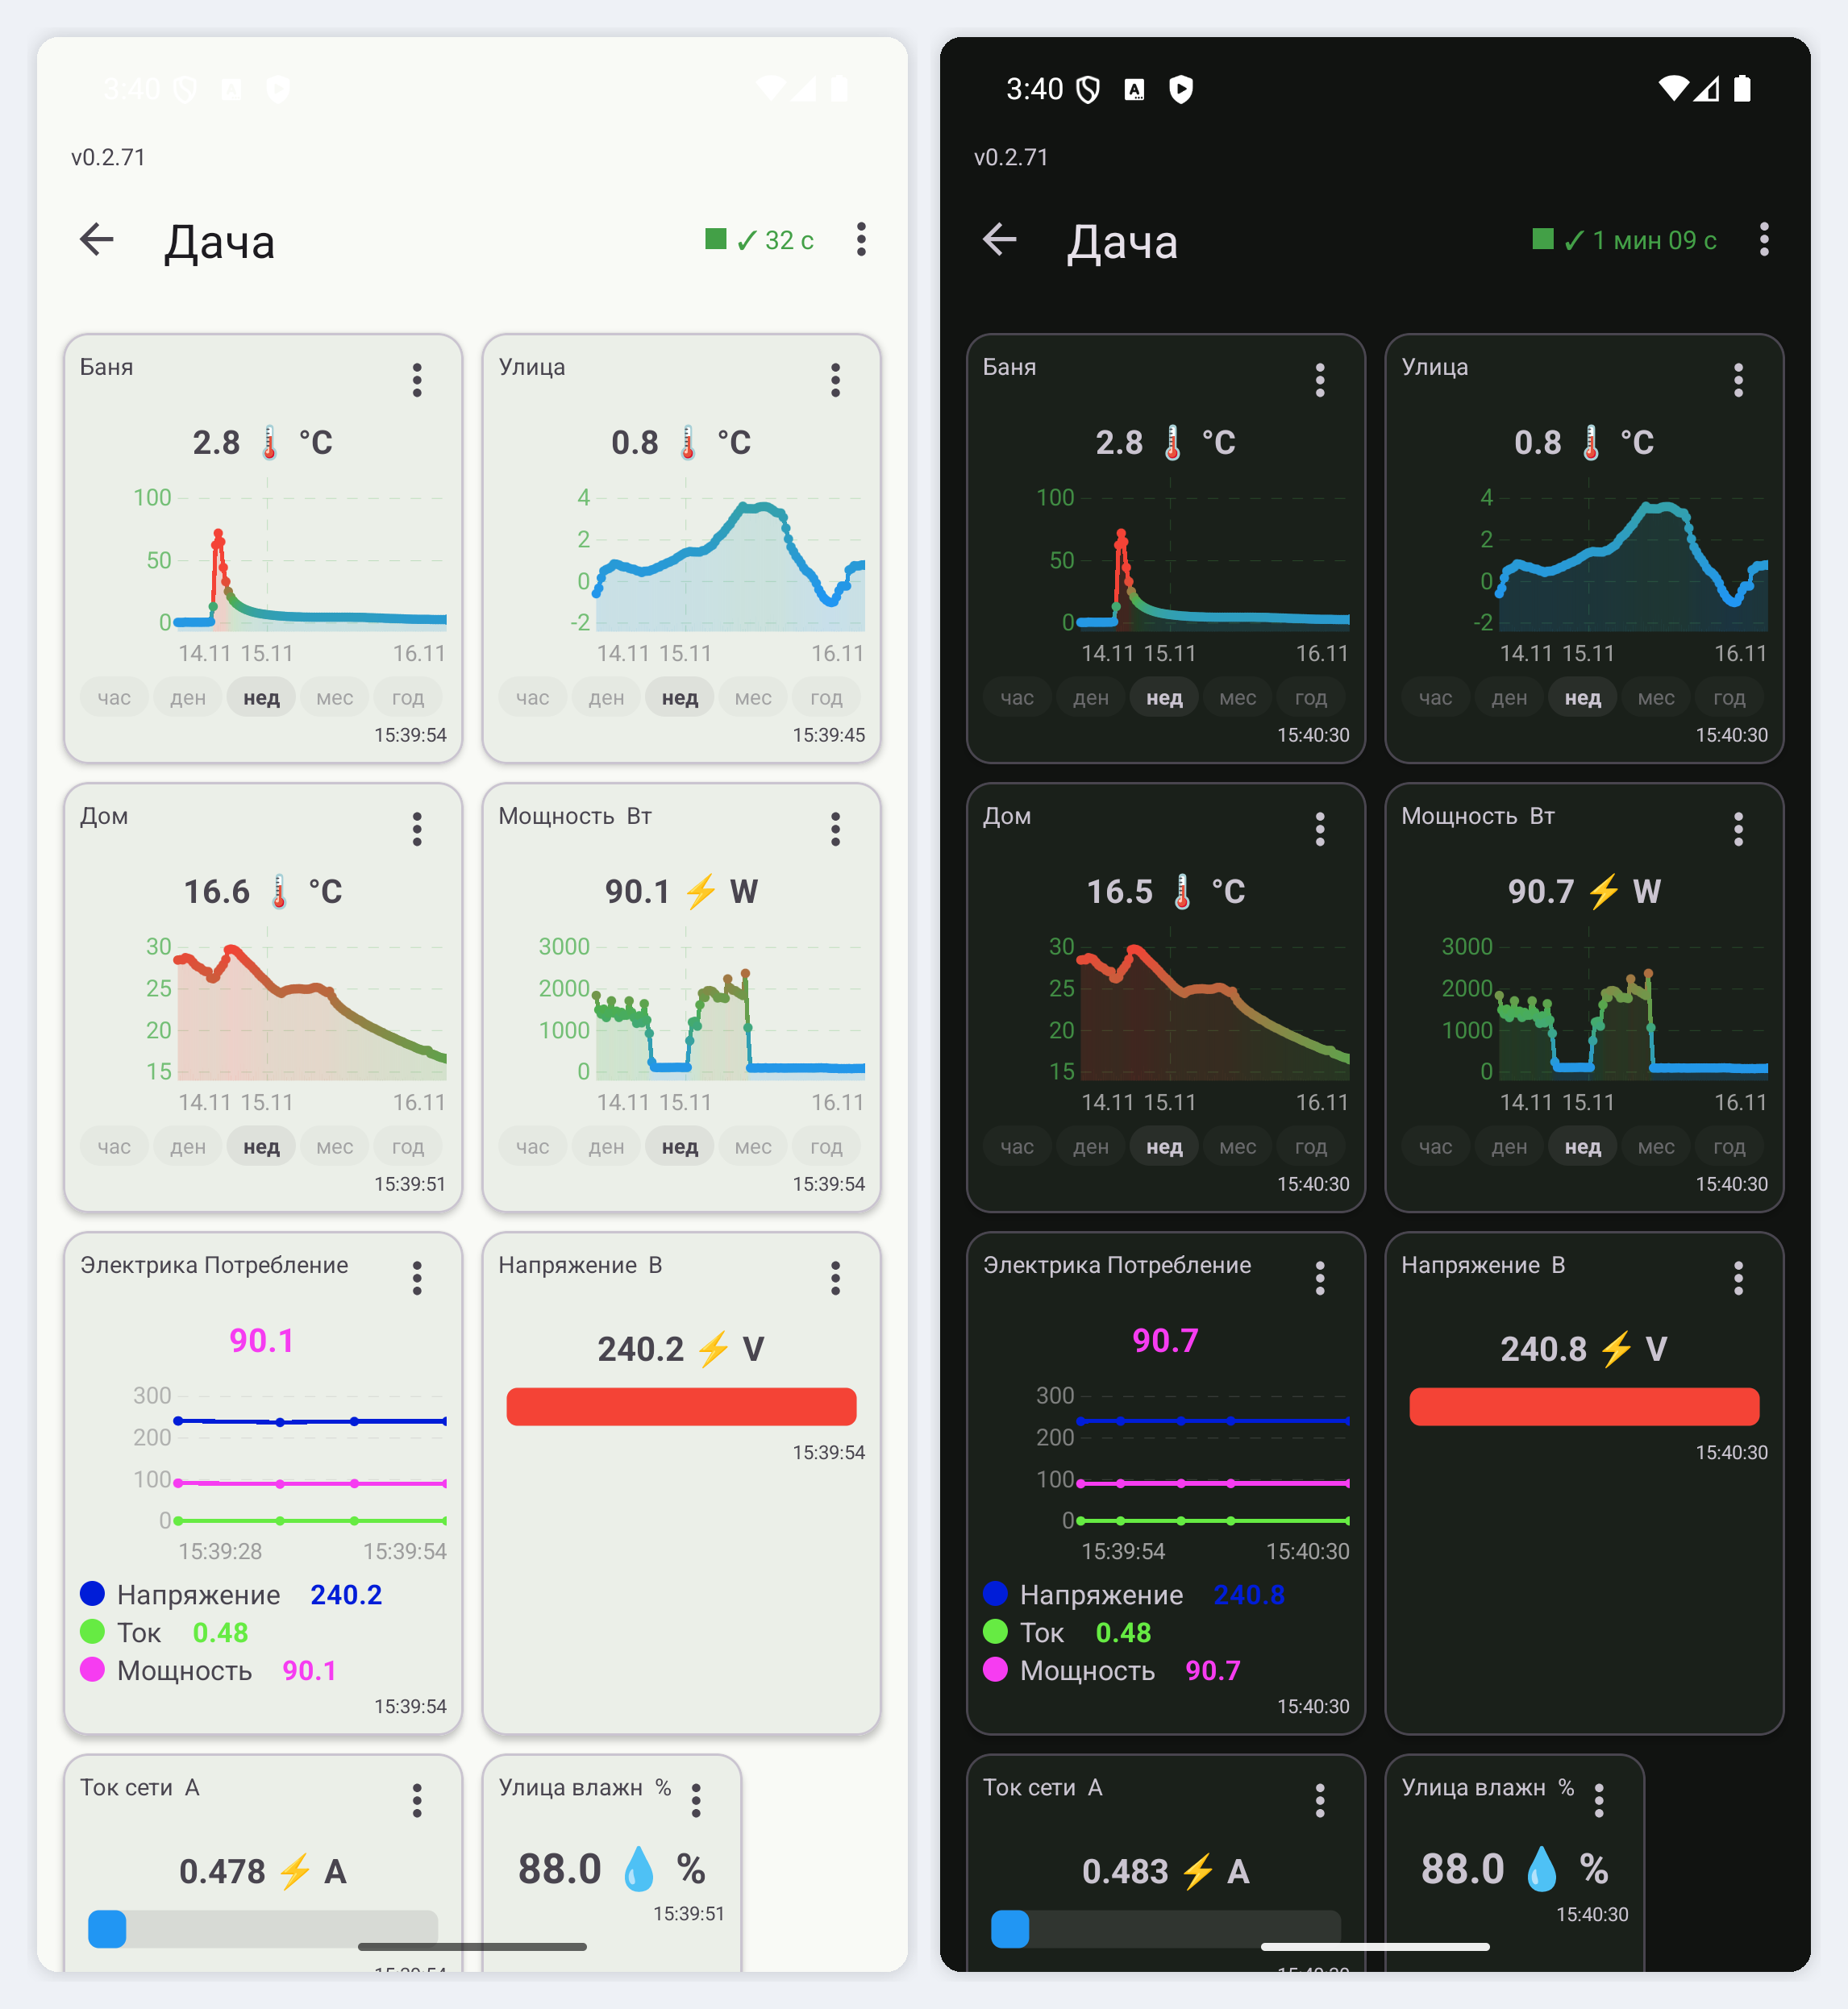 3:40
v0.2.71
Дача ✓ 32 с
Баня
2.8 🌡️ °C
100
50
0
14.11 15.11 16.11
час ден нед мес год
15:39:54
Улица
0.8 🌡️ °C
4
2
0
-2
14.11 15.11 16.11
час ден нед мес год
15:39:45
Дом
16.6 🌡️ °C
30
25
20
15
14.11 15.11 16.11
час ден нед мес год
15:39:51
Мощность Вт
90.1 ⚡ W
3000
2000
1000
0
14.11 15.11 16.11
час ден нед мес год
15:39:54
Электрика Потребление
90.1
300
200
100
0
15:39:28 15:39:54
Напряжение 240.2
Ток 0.48
Мощность 90.1
15:39:54
Напряжение В
240.2 ⚡ V
15:39:54
Ток сети А
0.478 ⚡ A
Улица влажн %
88.0 💧 %
15:39:51
3:40
v0.2.71
Дача ✓ 1 мин 09 с
Баня
2.8 🌡️ °C
100
50
0
14.11 15.11 16.11
час ден нед мес год
15:40:30
Улица
0.8 🌡️ °C
4
2
0
-2
14.11 15.11 16.11
час ден нед мес год
15:40:30
Дом
16.5 🌡️ °C
30
25
20
15
14.11 15.11 16.11
час ден нед мес год
15:40:30
Мощность Вт
90.7 ⚡ W
3000
2000
1000
0
14.11 15.11 16.11
час ден нед мес год
15:40:30
Электрика Потребление
90.7
300
200
100
0
15:39:54 15:40:30
Напряжение 240.8
Ток 0.48
Мощность 90.7
15:40:30
Напряжение В
240.8 ⚡ V
15:40:30
Ток сети А
0.483 ⚡ A
Улица влажн %
88.0 💧 %
15:40:30